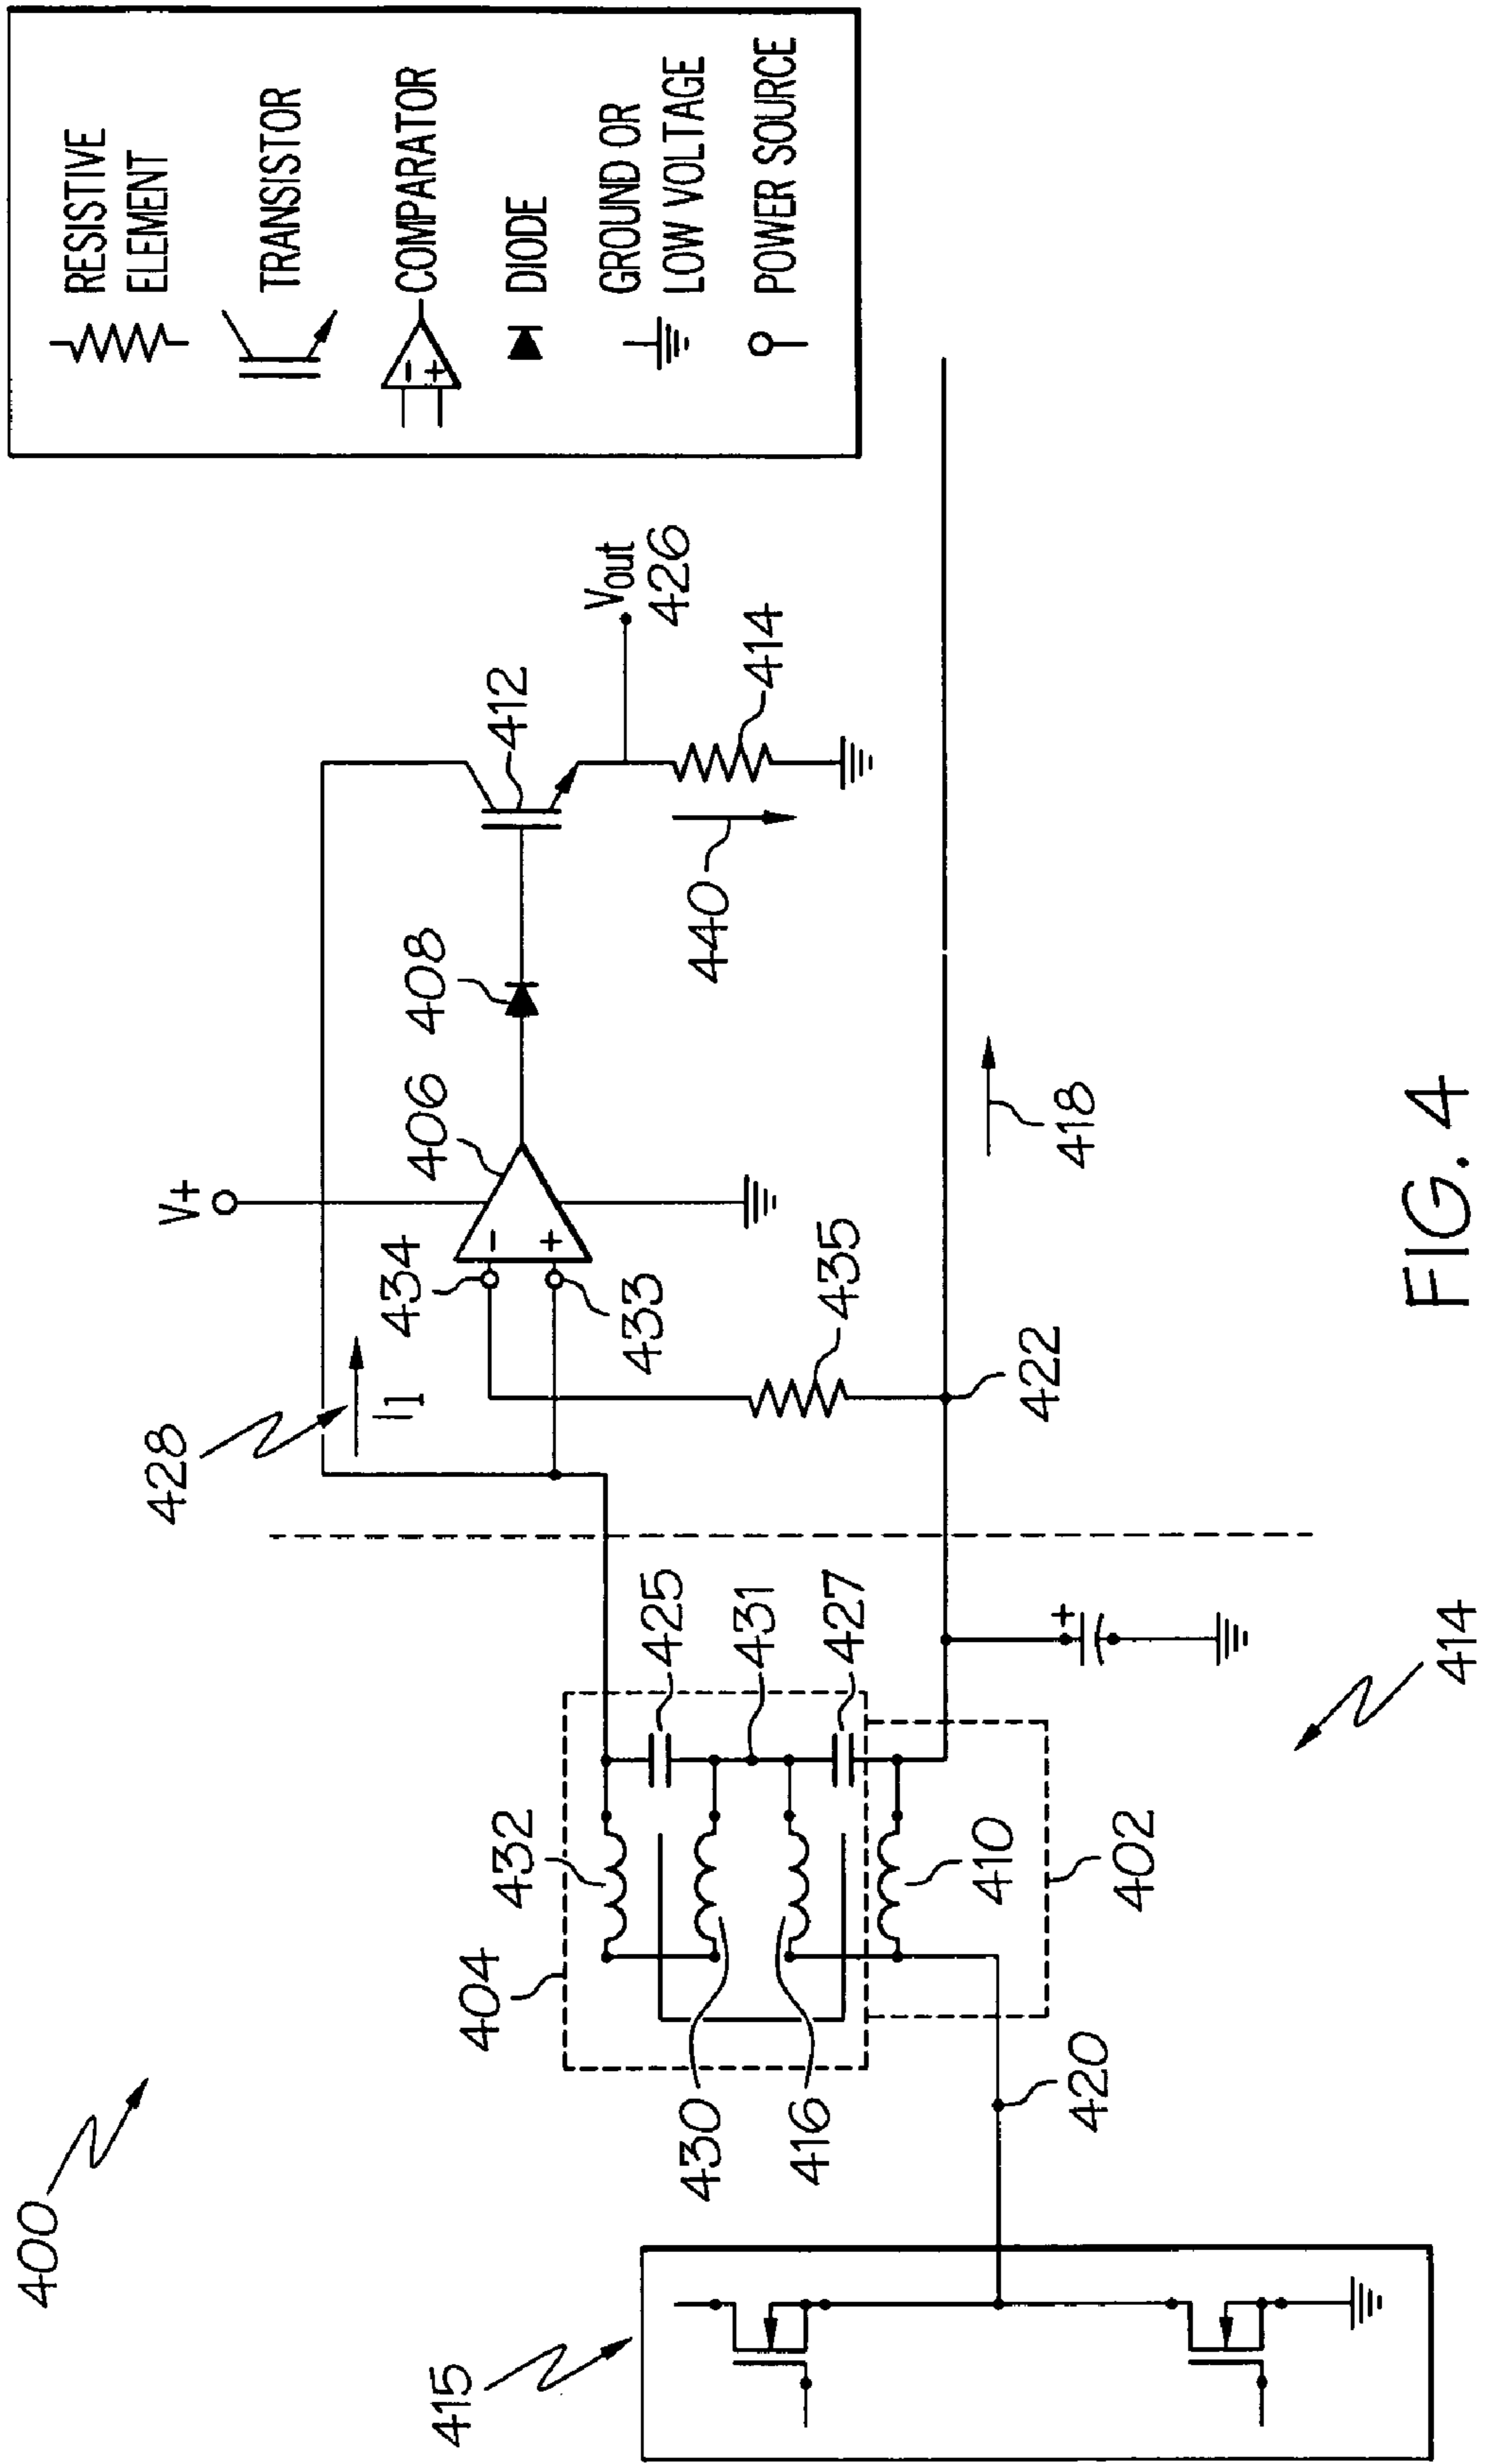 400
415
420
430
416
404
432
410
402
425
431
427
414
428
I1
434
433
435
422
V+
406
408
412
440
418
Vout
426
414
RESISTIVE
ELEMENT
TRANSISTOR
−
+
COMPARATOR
DIODE
GROUND OR
LOW VOLTAGE
POWER SOURCE
−
+
+
FIG. 4